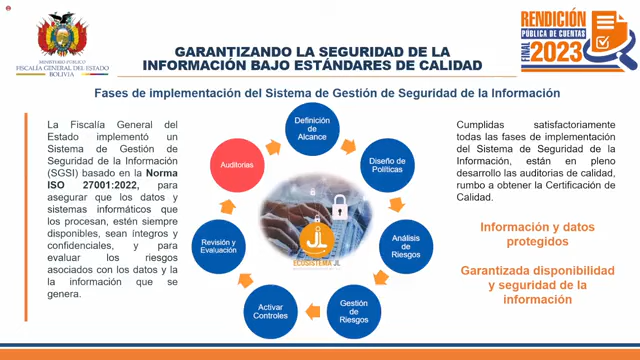 MINISTERIO PÚBLICO
FISCALÍA GENERAL DEL ESTADO
BOLIVIA
GARANTIZANDO LA SEGURIDAD DE LA
INFORMACIÓN BAJO ESTÁNDARES DE CALIDAD
RENDICIÓN
PÚBLICA DE CUENTAS
FINAL
2023
Fases de implementación del Sistema de Gestión de Seguridad de la Información
La Fiscalía General del
Estado implementó un
Sistema de Gestión de
Seguridad de la Información
(SGSI) basado en la Norma
ISO 27001:2022, para
asegurar que los datos y
sistemas informáticos que
los procesan, estén siempre
disponibles, sean íntegros y
confidenciales, y para
evaluar los riesgos
asociados con los datos y la
la información que se
genera.
Definición
de
Alcance
Diseño de
Políticas
Análisis
de
Riesgos
Gestión
de
Riesgos
Activar
Controles
Revisión y
Evaluación
Auditorias
JL
ECOSISTEMA JL
Cumplidas satisfactoriamente
todas las fases de implementación
del Sistema de Seguridad de la
Información, están en pleno
desarrollo las auditorias de calidad,
rumbo a obtener la Certificación de
Calidad.
Información y datos
protegidos
Garantizada disponibilidad
y seguridad de la
información